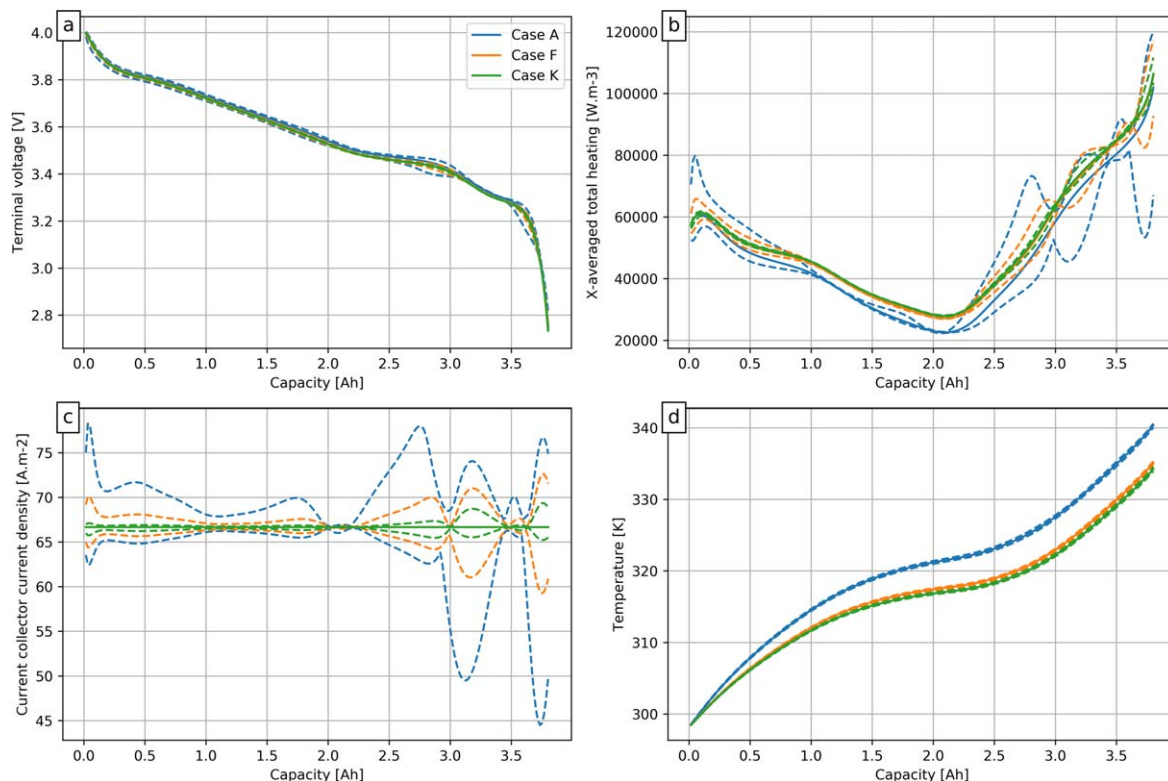 a
4.0
3.8
3.6
3.4
3.2
3.0
2.8
Terminal voltage [V]
Case A
Case F
Case K
0.0 0.5 1.0 1.5 2.0 2.5 3.0 3.5
Capacity [Ah]
b
120000
100000
80000
60000
40000
20000
X-averaged total heating [W.m-3]
0.0 0.5 1.0 1.5 2.0 2.5 3.0 3.5
Capacity [Ah]
c
75
70
65
60
55
50
45
Current collector current density [A.m-2]
0.0 0.5 1.0 1.5 2.0 2.5 3.0 3.5
Capacity [Ah]
d
340
330
320
310
300
Temperature [K]
0.0 0.5 1.0 1.5 2.0 2.5 3.0 3.5
Capacity [Ah]